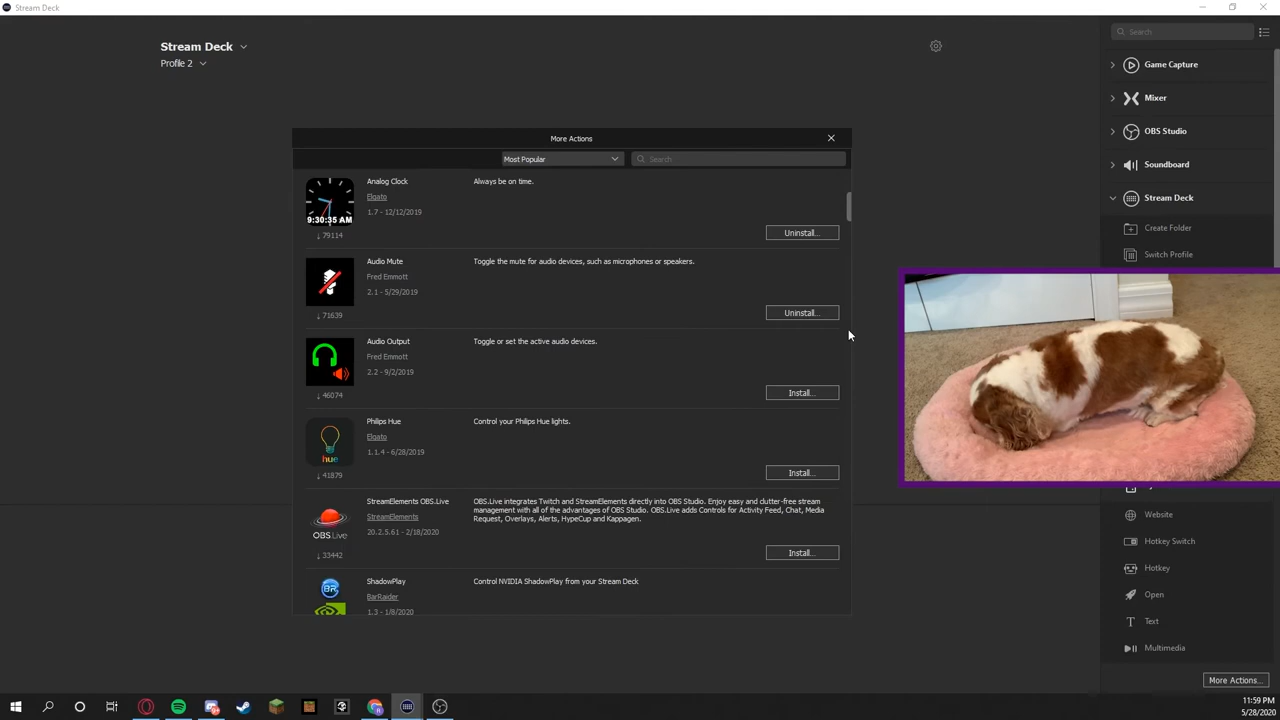 Stream Deck
Stream Deck
Profile 2
Search
Game Capture
Mixer
OBS Studio
Soundboard
Stream Deck
Create Folder
Switch Profile
Website
Hotkey Switch
Hotkey
Open
Text
Multimedia
More Actions...
More Actions
Most Popular
Search
Analog Clock
Always be on time.
Elgato
1.7 - 12/12/2019
9:30:35 AM
79114
Uninstall...
Audio Mute
Toggle the mute for audio devices, such as microphones or speakers.
Fred Emmott
2.1 - 5/29/2019
71639
Uninstall...
Audio Output
Toggle or set the active audio devices.
Fred Emmott
2.2 - 9/2/2019
46074
Install...
Philips Hue
Control your Philips Hue lights.
Elgato
1.1.4 - 6/28/2019
hue
41879
Install...
StreamElements OBS.Live
OBS.Live integrates Twitch and StreamElements directly into OBS Studio. Enjoy easy and clutter-free stream
management with all of the advantages of OBS Studio. OBS.Live adds Controls for Activity Feed, Chat, Media
Request, Overlays, Alerts, HypeCup and Kappagen.
StreamElements
20.2.5.61 - 2/18/2020
OBS.Live
33442
Install...
ShadowPlay
Control NVIDIA ShadowPlay from your Stream Deck
BarRaider
1.3 - 1/8/2020
BR
11:59 PM
5/28/2020